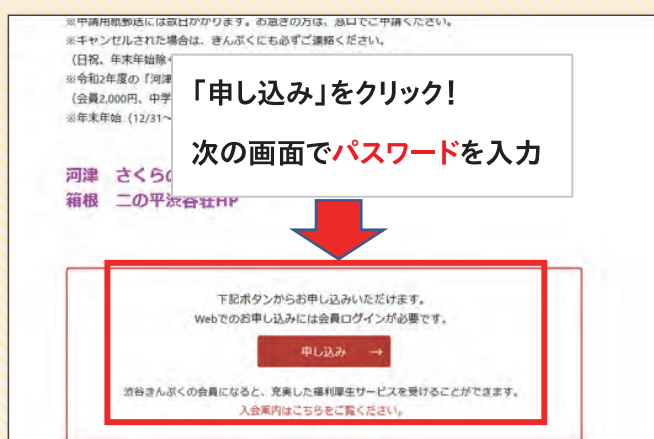 ※申請用紙郵送には数日かかります。お急ぎの方は、窓口でご申請ください。
※キャンセルされた場合は、きんぷくにも必ずご連絡ください。
(日祝、年末年始除
※令和2年度の「河津
(会員2,000円、中学
※年末年始（12/31～
「申し込み」をクリック！
次の画面でパスワードを入力
河津　さくらの
箱根　二の平渋谷荘HP
下記ボタンからお申し込みいただけます。
Webでのお申し込みには会員ログインが必要です。
申し込み →
渋谷きんぷくの会員になると、充実した福利厚生サービスを受けることができます。
入会案内はこちらをご覧ください。